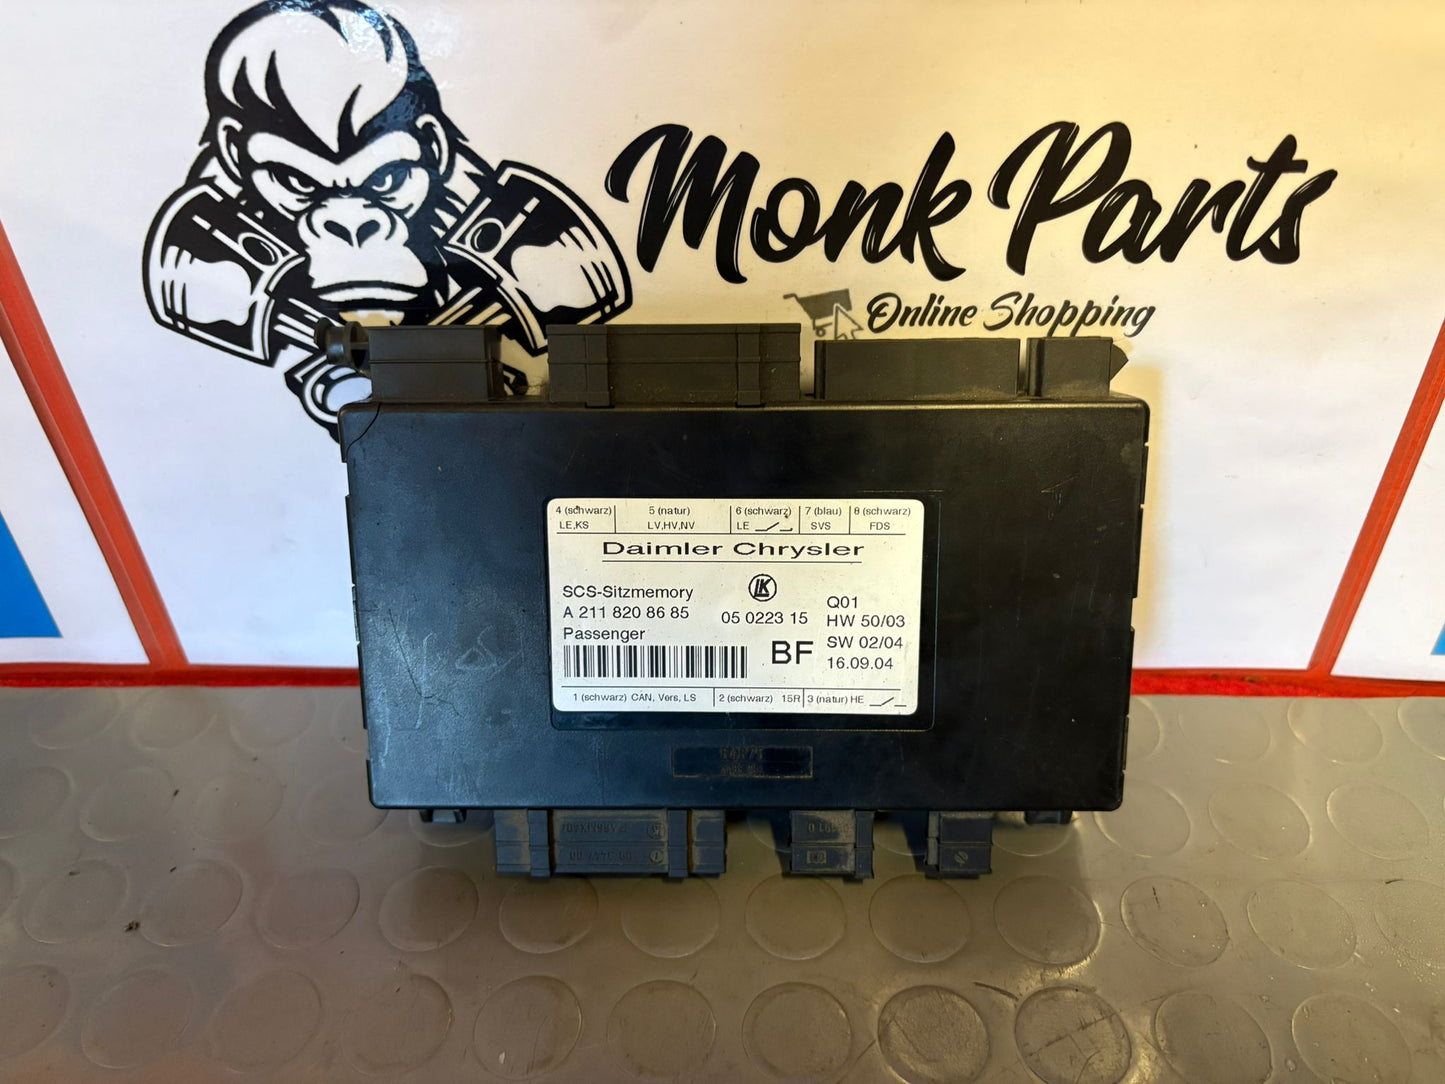 Monk Parts
Online Shopping
4 (schwarz) 5 (natur) 6 (schwarz) 7 (blau) 8 (schwarz)
LE,KS LV,HV,NV LE SVS FDS
Daimler Chrysler
SCS-Sitzmemory LK
A 211 820 86 85 05 0223 15 Q01
Passenger HW 50/03
BF SW 02/04
16.09.04
1 (schwarz) CAN, Vers, LS 2 (schwarz) 15R 3 (natur) HE